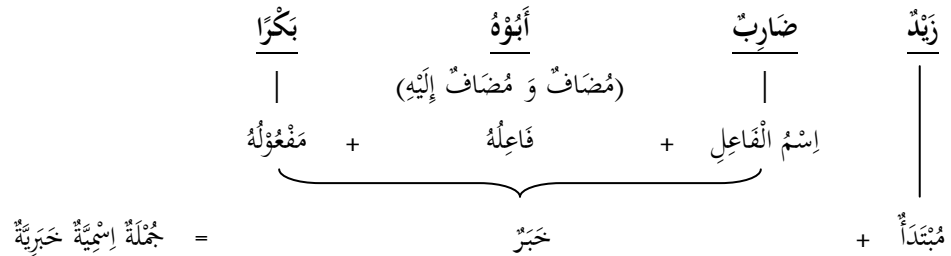 زَيْدٌ ضَارِبٌ أَبُوْهُ بَكْرًا
(مُضَافٌ وَ مُضَافٌ إِلَيْهِ)
اِسْمُ الْفَاعِلِ + فَاعِلُهُ + مَفْعُوْلُهُ
مُبْتَدَأٌ + خَبَرٌ = جُمْلَةٌ اِسْمِيَّةٌ خَبَرِيَّةٌ